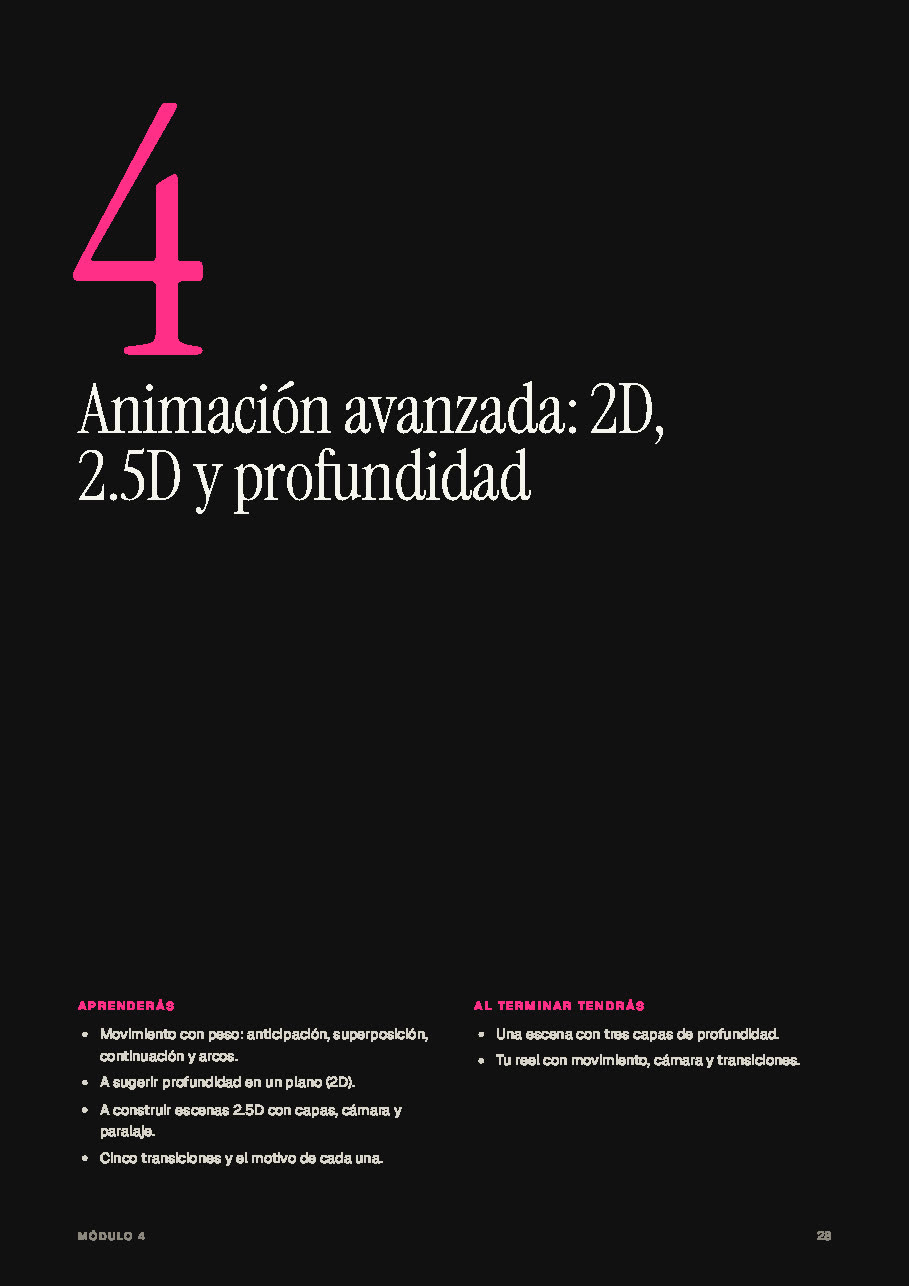 4
Animación avanzada: 2D,
2.5D y profundidad
APRENDERÁS
• Movimiento con peso: anticipación, superposición,
continuación y arcos.
• A sugerir profundidad en un plano (2D).
• A construir escenas 2.5D con capas, cámara y
paralaje.
• Cinco transiciones y el motivo de cada una.
AL TERMINAR TENDRÁS
• Una escena con tres capas de profundidad.
• Tu reel con movimiento, cámara y transiciones.
MÓDULO 4
28